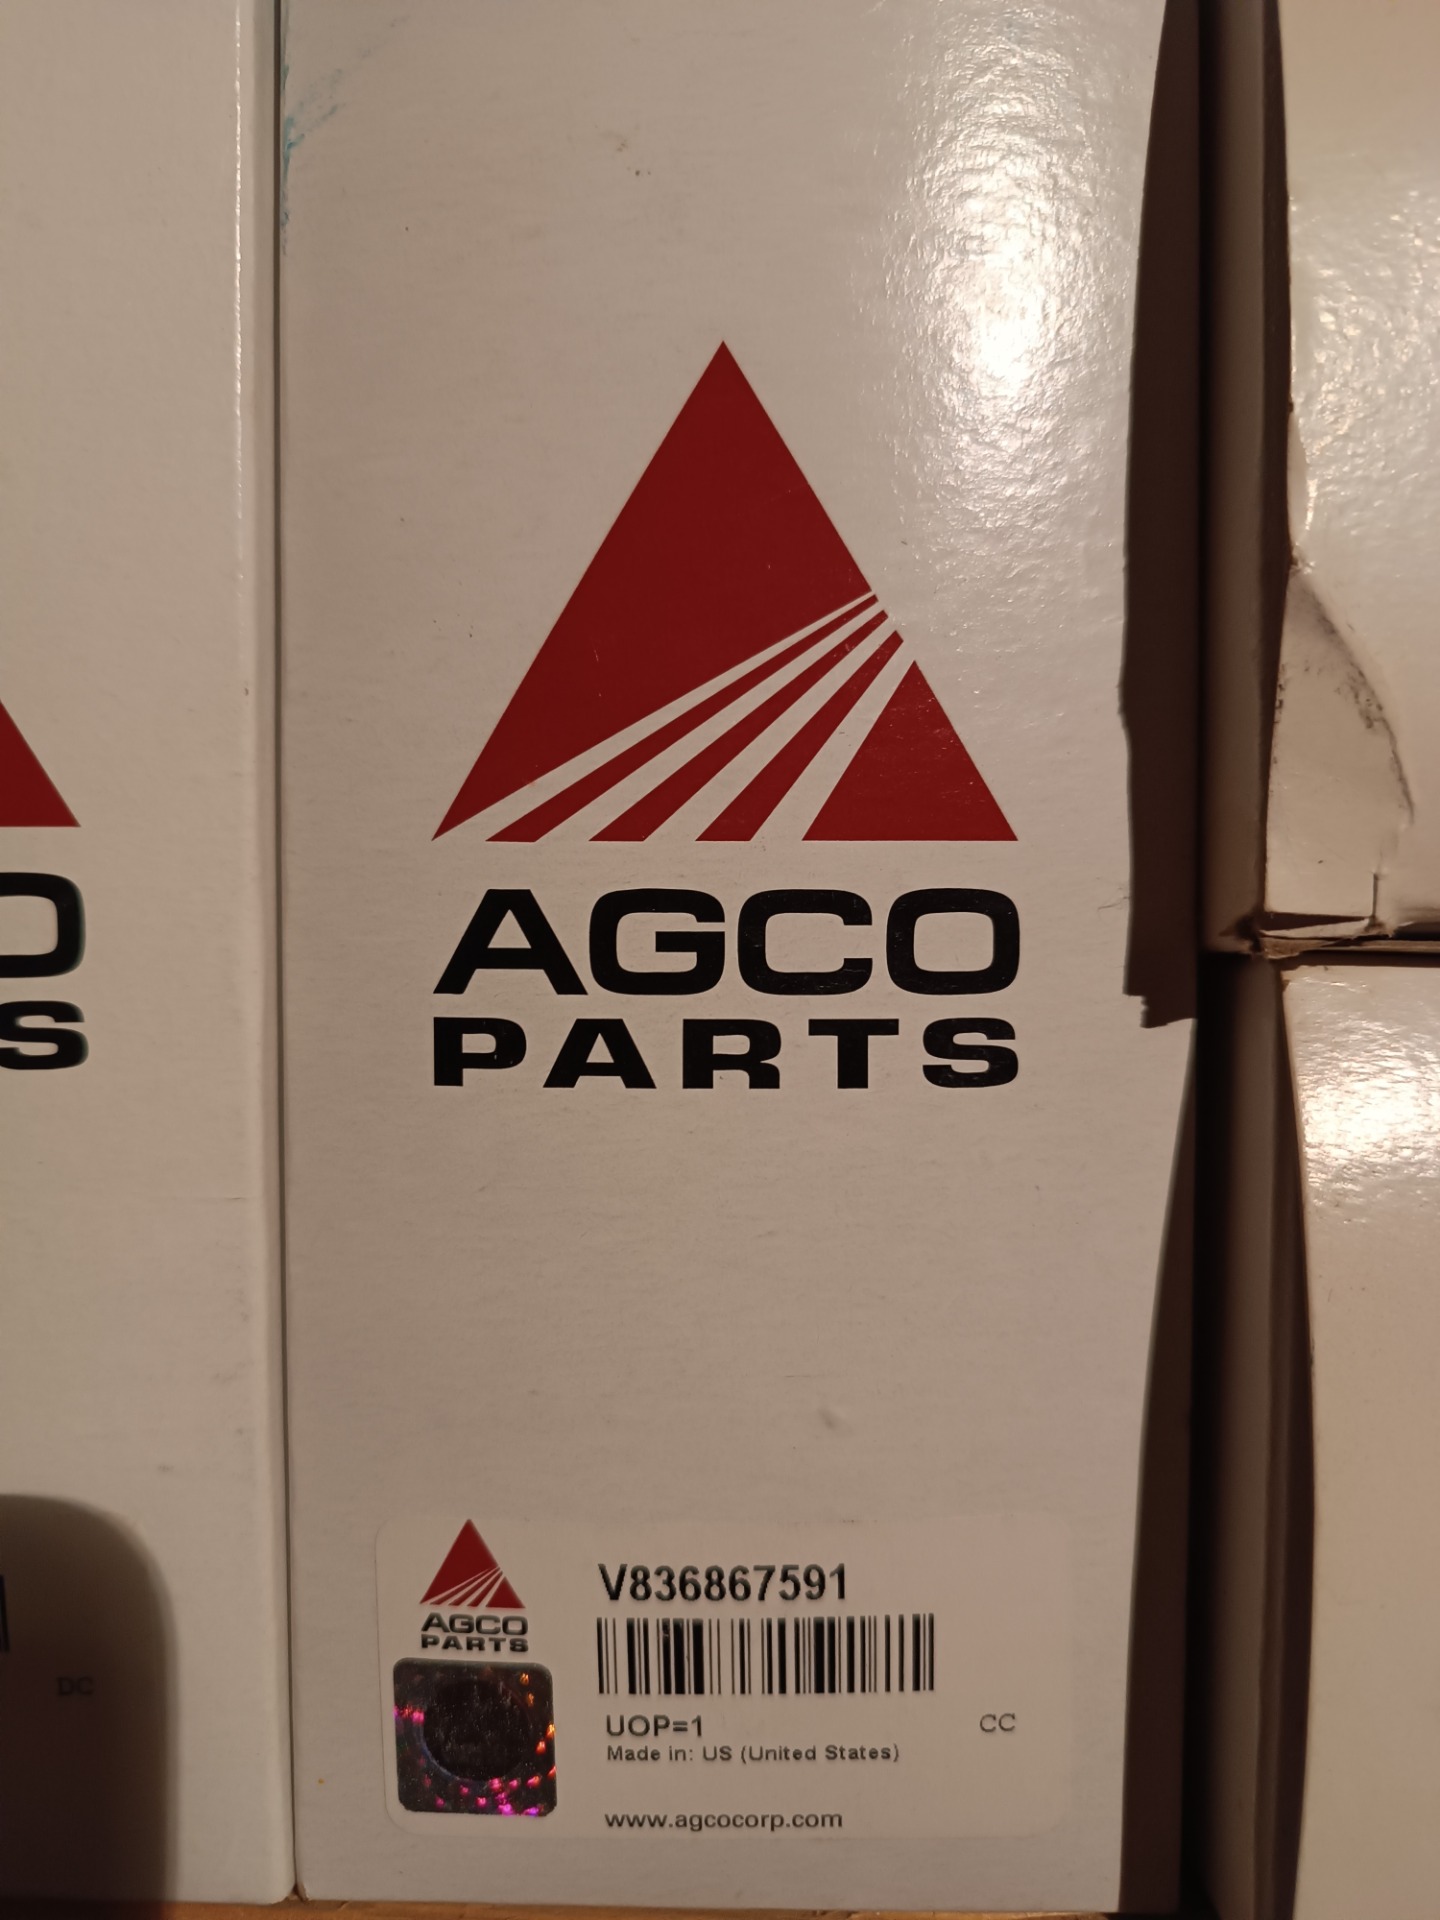 AGCO
PARTS
O
S
AGCO
PARTS
V836867591
UOP=1
CC
Made in: US (United States)
www.agcocorp.com
DC